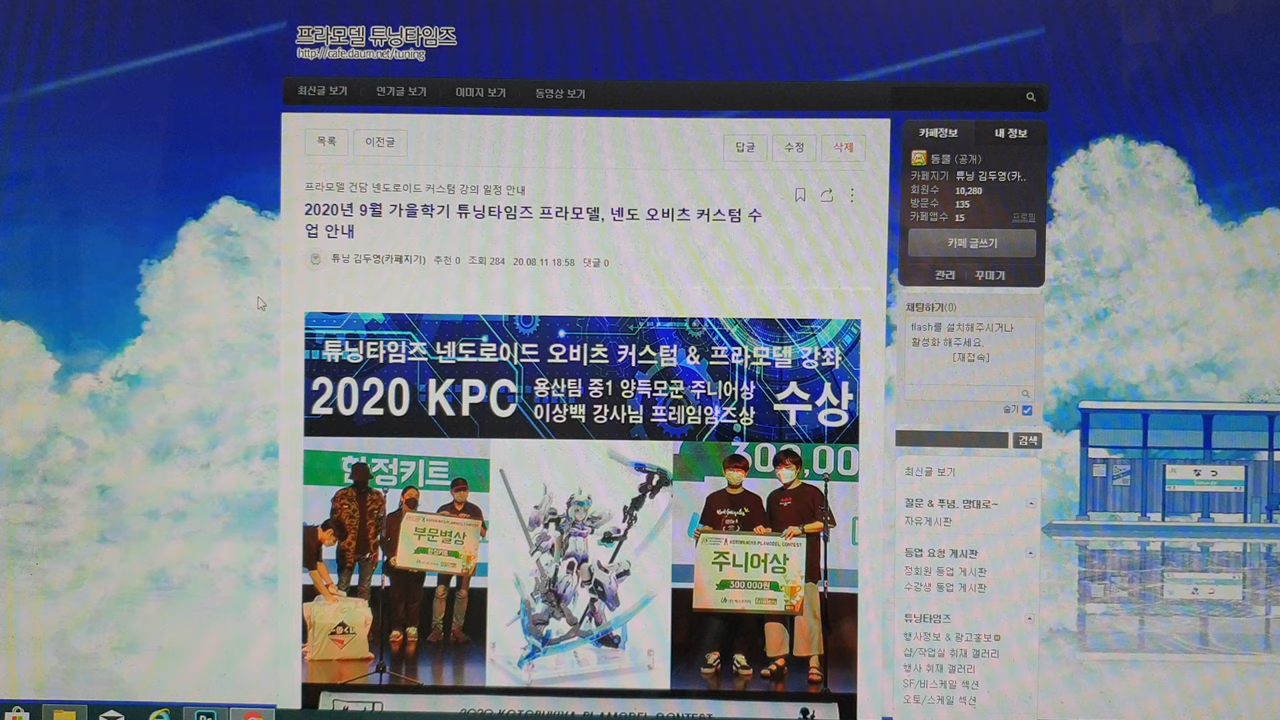 프라모델 튜닝타임즈
http://cafe.daum.net/tuning
최신글 보기 인기글 보기 이미지 보기 동영상 보기
목록 이전글 답글 수정 삭제
프라모델 건담 넨도로이드 커스텀 강의 일정 안내
2020년 9월 가을학기 튜닝타임즈 프라모델, 넨도 오비츠 커스텀 수
업 안내
튜닝 김두영(카페지기) 추천 0 조회 284 20.08.11 18:58 댓글 0
튜닝타임즈 넨도로이드 오비츠 커스텀 & 프라모델 강좌
2020 KPC
용산팀 중1 양득모군 주니어상
이상백 강사님 프레임암즈상
수상
한정키트
부문별상
300,00
KOTOBUKIYA PLAMODEL CONTEST
주니어상
300,000원
2020 KOTOBUKIYA PLAMODEL CONTEST
카페정보 내 정보
동물 (공개)
카페지기 튜닝 김두영(카..
회원수 10,280
방문수 135
카페앱수 15 프로필
카페 글쓰기
관리 꾸미기
채팅하기(0)
flash를 설치해주시거나
활성화 해주세요.
[재접속]
숨기
검색
최신글 보기
질문 & 푸념, 맘대로~
자유게시판
등업 요청 게시판
정회원 등업 게시판
수강생 등업 게시판
튜닝타임즈
행사정보 & 광고홍보
샵/작업실 취재 갤러리
행사 취재 갤러리
SF/비스케일 섹션
오토/스케일 섹션
なつ